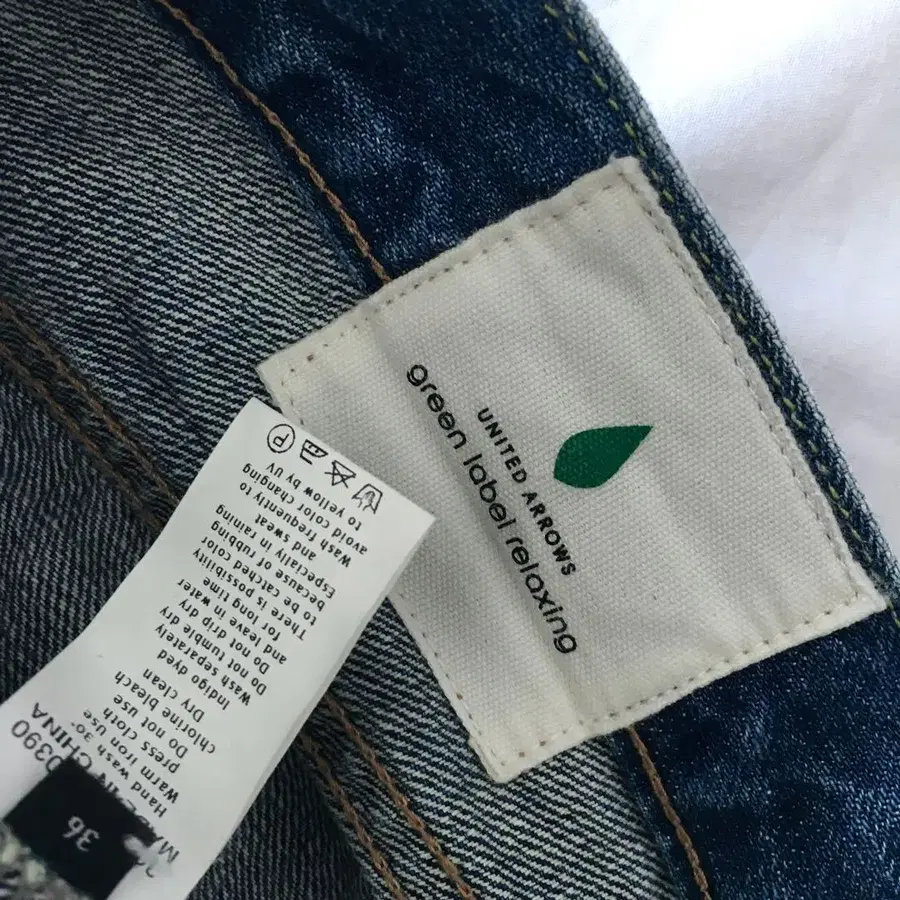 UNITED ARROWS
green label relaxing
36
0390
CHINA
Hand wash 30°
Warm iron use
press cloth
Do not use
chlorine bleach
Dry clean
Indigo dyed
Wash separately
Do not tumble dry
Do not drip dry
and leave in water
for long time
There is possibility
to be catched color
because of rubbing
Especially in raining
and sweat
Wash frequently to
avoid color changing
to yellow by UV
P